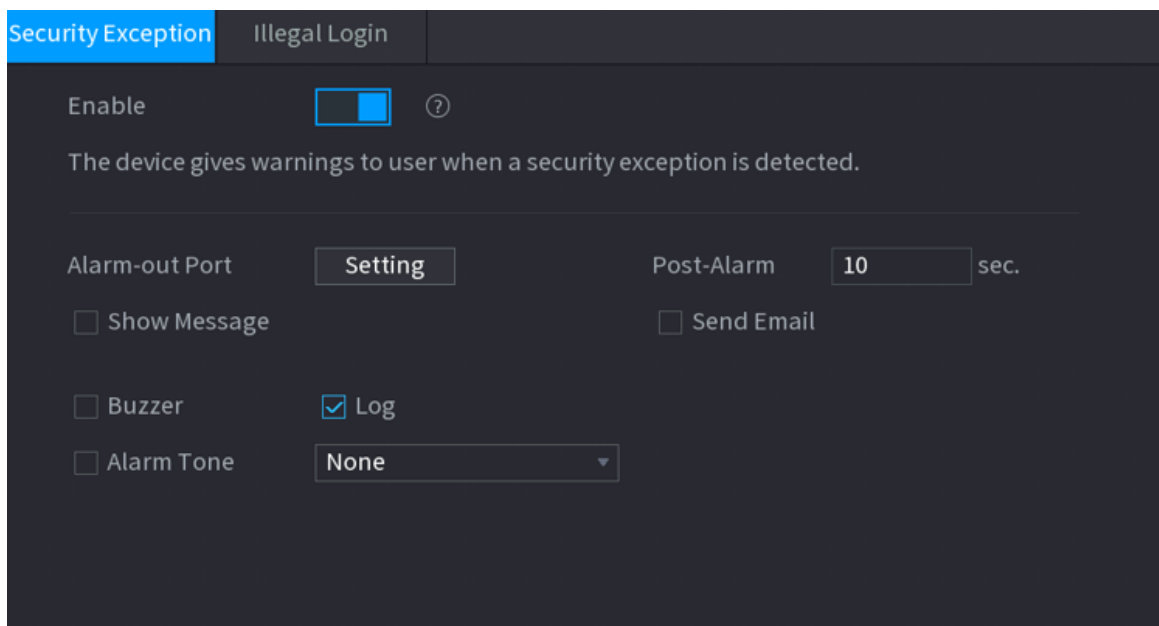 Security Exception Illegal Login
Enable ?
The device gives warnings to user when a security exception is detected.
Alarm-out Port Setting Post-Alarm 10 sec.
Show Message Send Email
Buzzer Log
Alarm Tone None